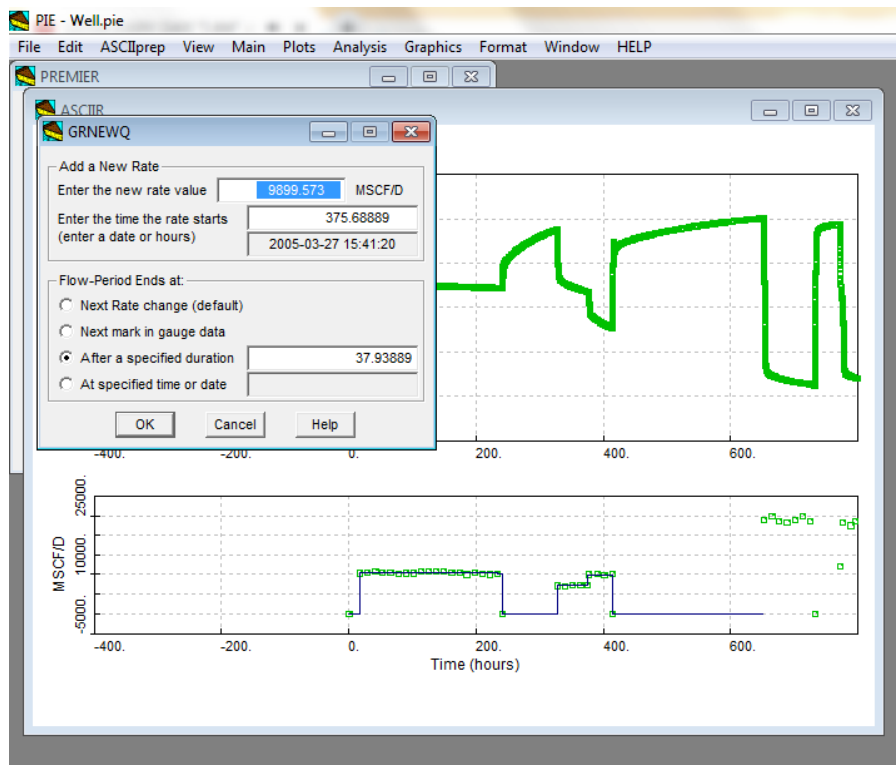 PIE - Well.pie
File Edit ASCIIprep View Main Plots Analysis Graphics Format Window HELP
PREMIER
ASCIIR
GRNEWQ
Add a New Rate
Enter the new rate value 9899.573 MSCF/D
Enter the time the rate starts 375.68889
(enter a date or hours) 2005-03-27 15:41:20
Flow-Period Ends at:
Next Rate change (default)
Next mark in gauge data
After a specified duration 37.93889
At specified time or date
OK Cancel Help
-400. -200. 0. 200. 400. 600.
25000.
10000.
-5000.
MSCF/D
-400. -200. 0. 200. 400. 600.
Time (hours)